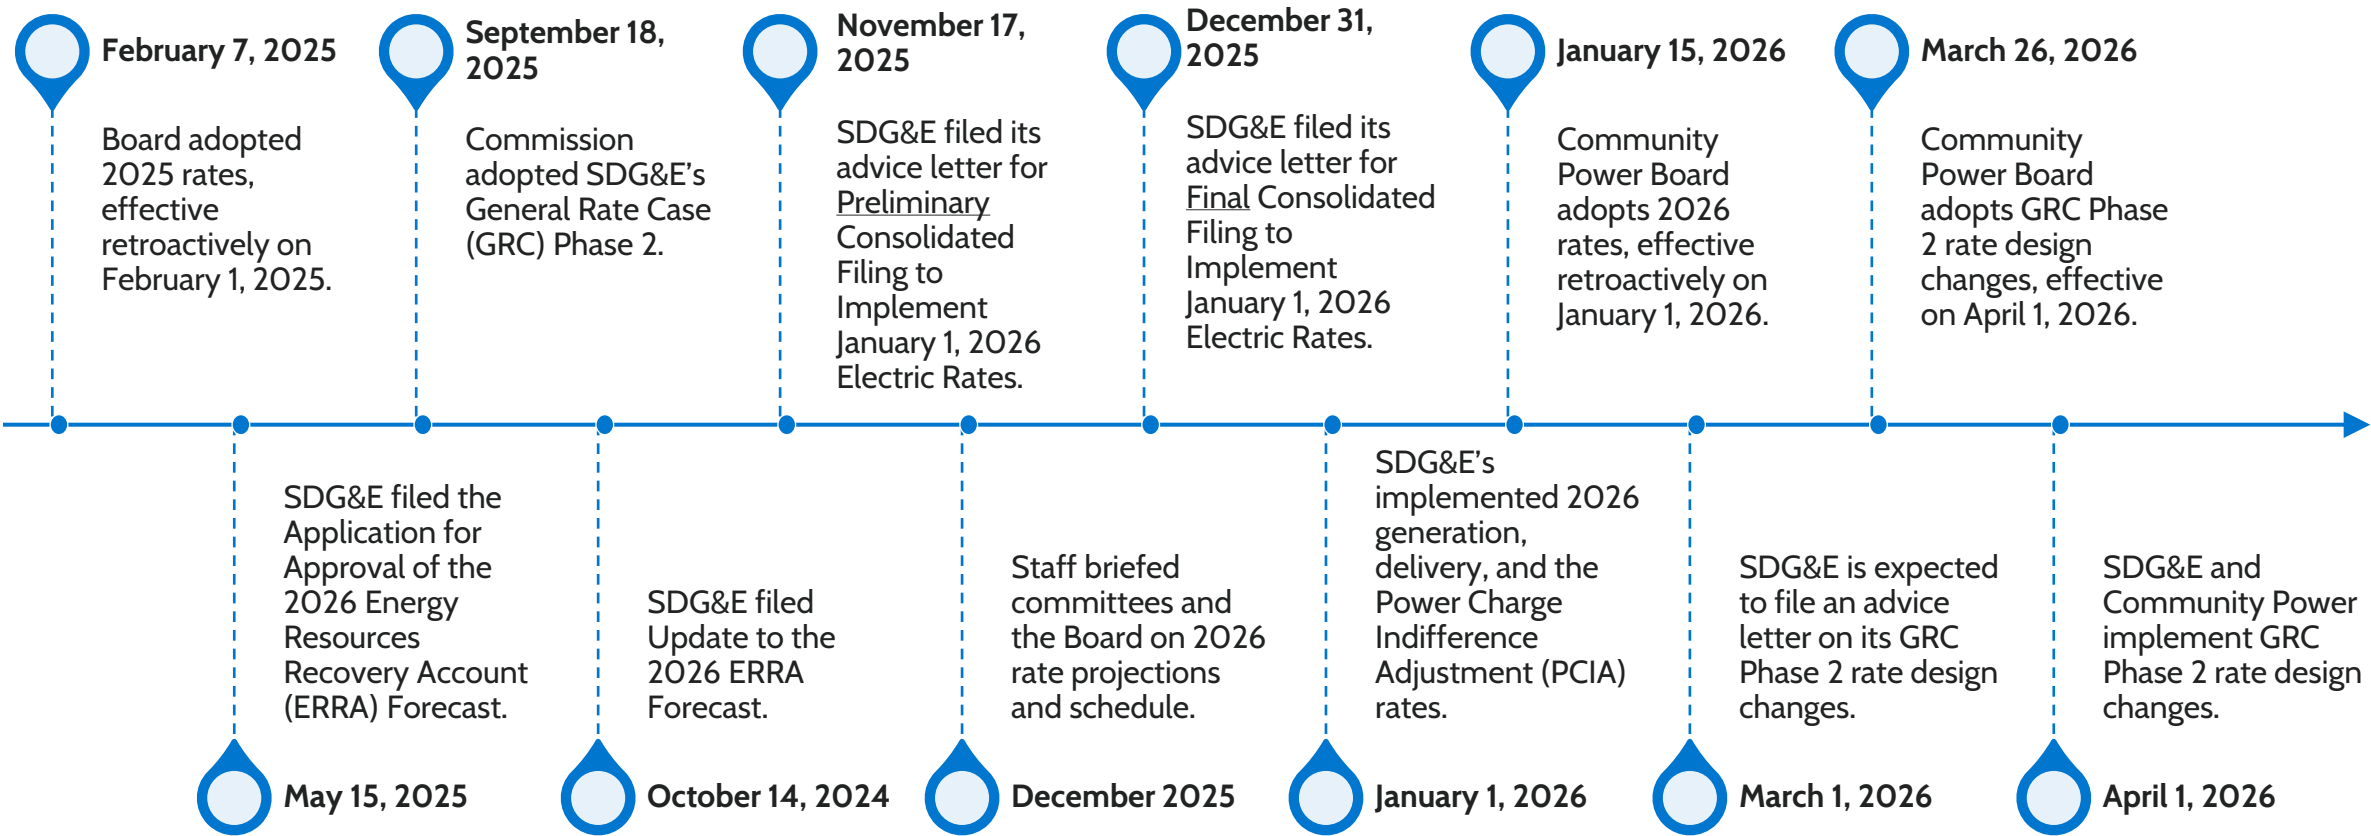 February 7, 2025
Board adopted
2025 rates,
effective
retroactively on
February 1, 2025.
September 18,
2025
Commission
adopted SDG&E’s
General Rate Case
(GRC) Phase 2.
November 17,
2025
SDG&E filed its
advice letter for
Preliminary
Consolidated
Filing to
Implement
January 1, 2026
Electric Rates.
December 31,
2025
SDG&E filed its
advice letter for
Final Consolidated
Filing to
Implement
January 1, 2026
Electric Rates.
January 15, 2026
Community
Power Board
adopts 2026
rates, effective
retroactively on
January 1, 2026.
March 26, 2026
Community
Power Board
adopts GRC Phase
2 rate design
changes, effective
on April 1, 2026.
SDG&E filed the
Application for
Approval of the
2026 Energy
Resources
Recovery Account
(ERRA) Forecast.
May 15, 2025
SDG&E filed
Update to the
2026 ERRA
Forecast.
October 14, 2024
Staff briefed
committees and
the Board on 2026
rate projections
and schedule.
December 2025
SDG&E’s
implemented 2026
generation,
delivery, and the
Power Charge
Indifference
Adjustment (PCIA)
rates.
January 1, 2026
SDG&E is expected
to file an advice
letter on its GRC
Phase 2 rate design
changes.
March 1, 2026
SDG&E and
Community Power
implement GRC
Phase 2 rate design
changes.
April 1, 2026